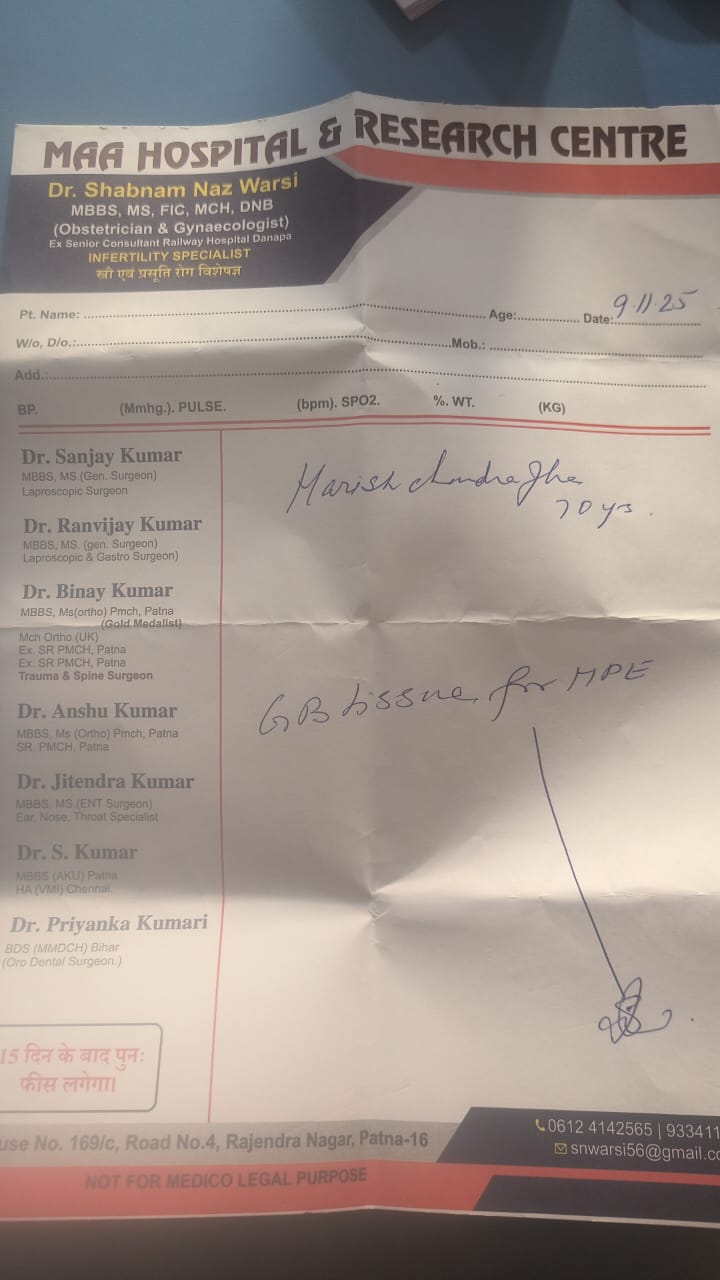 MAA HOSPITAL & RESEARCH CENTRE
Dr. Shabnam Naz Warsi
MBBS, MS, FIC, MCH, DNB
(Obstetrician & Gynaecologist)
Ex Senior Consultant Railway Hospital Danapa
INFERTILITY SPECIALIST
स्त्री एवं प्रसूति रोग विशेषज्ञ
Pt. Name: Age: Date: 9.11.25
W/o, D/o.: Mob.:
Add.:
BP. (Mmhg.). PULSE. (bpm). SPO2. %. WT. (KG)
Dr. Sanjay Kumar
MBBS, MS.(Gen. Surgeon)
Laproscopic Surgeon
Harish chandra Jha
70 ys.
Dr. Ranvijay Kumar
MBBS, MS. (gen. Surgeon)
Laproscopic & Gastro Surgeon)
Dr. Binay Kumar
MBBS, Ms(ortho) Pmch, Patna
(Gold Medalist)
Mch Ortho (UK)
Ex. SR PMCH, Patna
Ex. SR PMCH, Patna
Trauma & Spine Surgeon
GB tissue for HPE
Dr. Anshu Kumar
MBBS, Ms (Ortho) Pmch, Patna
SR. PMCH, Patna
Dr. Jitendra Kumar
MBBS, MS.(ENT Surgeon)
Ear, Nose, Throat Specialist
Dr. S. Kumar
MBBS (AKU) Patna
HA (VMI) Chennai
Dr. Priyanka Kumari
BDS (MMDCH) Bihar
(Oro Dental Surgeon.)
15 दिन के बाद पुनः
फीस लगेगा।
use No. 169/c, Road No.4, Rajendra Nagar, Patna-16
0612 4142565 | 933411
snwarsi56@gmail.co
NOT FOR MEDICO LEGAL PURPOSE